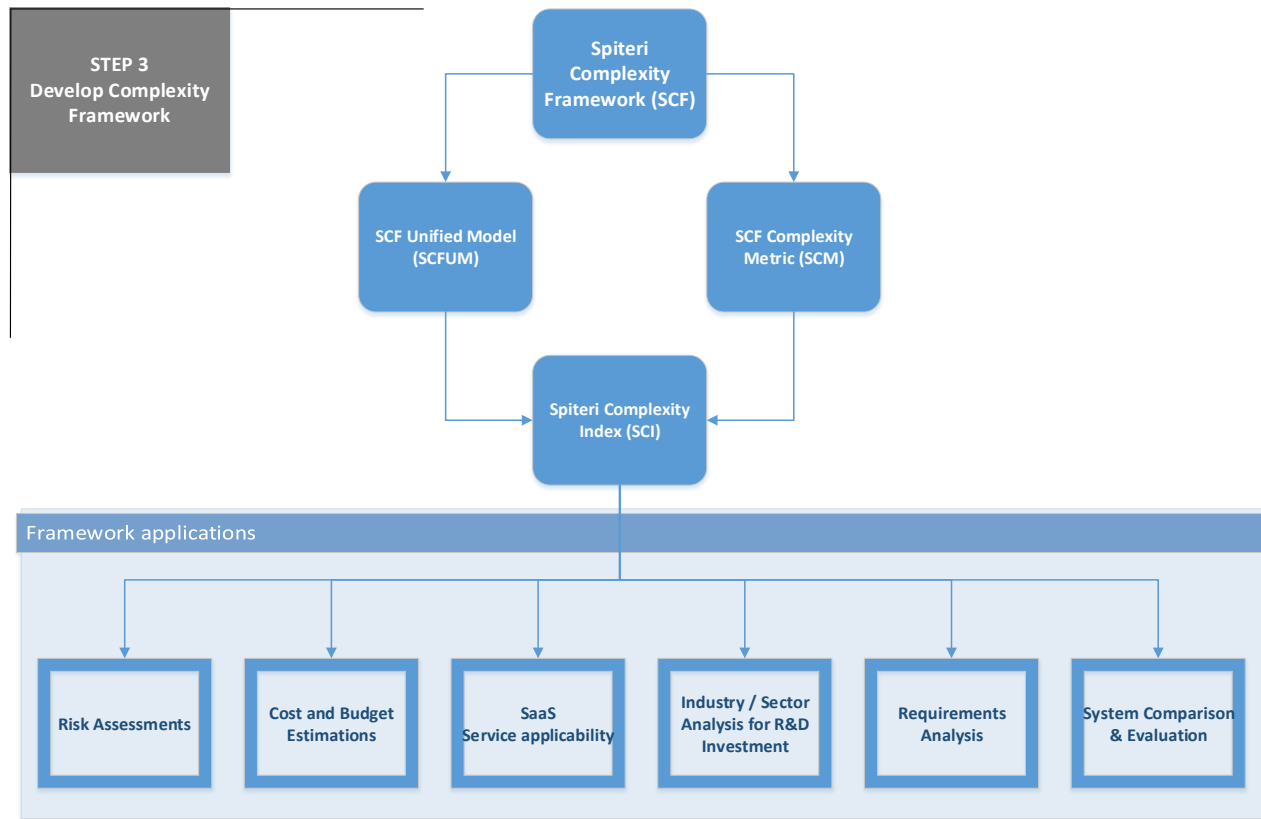 STEP 3
Develop Complexity
Framework
Spiteri
Complexity
Framework (SCF)
SCF Unified Model
(SCFUM)
SCF Complexity
Metric (SCM)
Spiteri Complexity
Index (SCI)
Framework applications
Risk Assessments
Cost and Budget
Estimations
SaaS
Service applicability
Industry / Sector
Analysis for R&D
Investment
Requirements
Analysis
System Comparison
& Evaluation